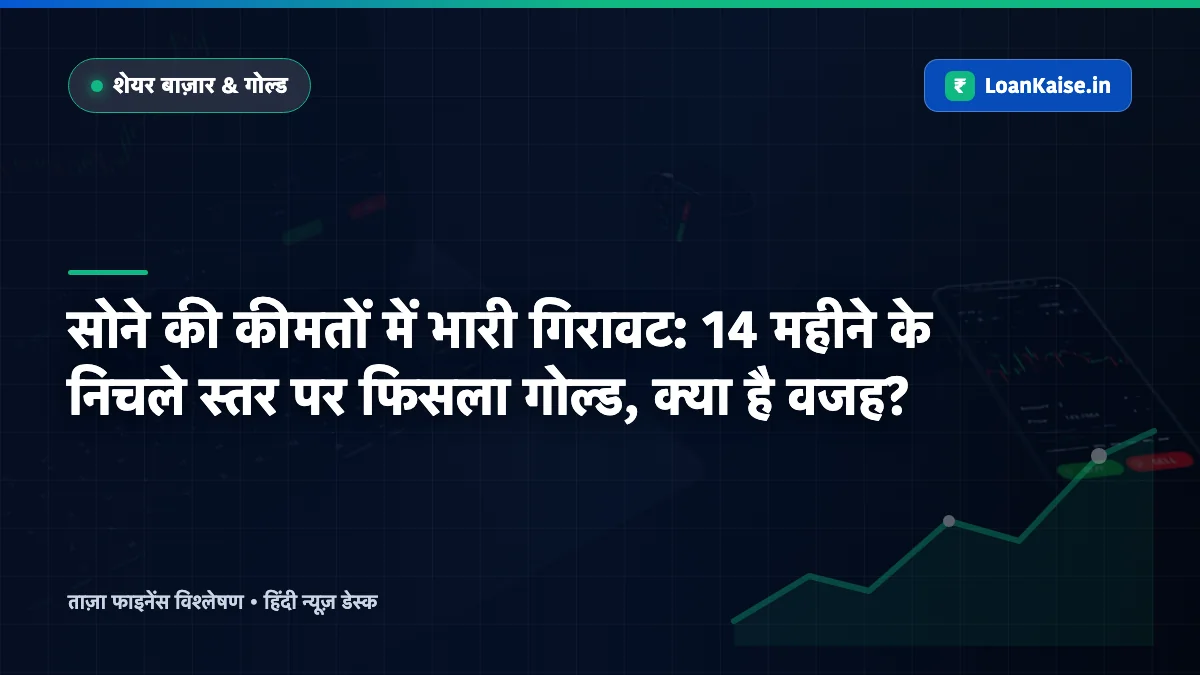 शेयर बाज़ार & गोल्ड
₹ LoanKaise.in
सोने की कीमतों में भारी गिरावट: 14 महीने के
निचले स्तर पर फिसला गोल्ड, क्या है वजह?
ताज़ा फाइनेंस विश्लेषण • हिंदी न्यूज़ डेस्क